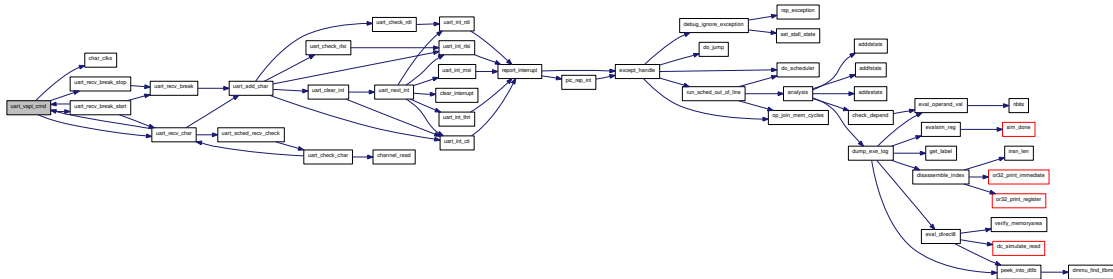 uart_vapi_cmd
char_clks
uart_recv_break_stop
uart_recv_break_start
uart_recv_break
uart_recv_char
uart_add_char
uart_sched_recv_check
uart_check_char
channel_read
uart_check_rlsi
uart_check_rdi
uart_clear_int
uart_next_int
uart_int_rdi
uart_int_rlsi
uart_int_msi
clear_interrupt
uart_int_thri
uart_int_cti
report_interrupt
pic_rep_int
except_handle
debug_ignore_exception
rsp_exception
set_stall_state
do_jump
do_scheduler
run_sched_out_of_line
op_join_mem_cycles
analysis
adddstats
addfstats
addsstats
check_depend
dump_exe_log
eval_operand_val
nbits
evalsim_reg
sim_done
get_label
disassemble_index
insn_len
or32_print_immediate
or32_print_register
eval_direct8
verify_memoryarea
dc_simulate_read
peek_into_dtlb